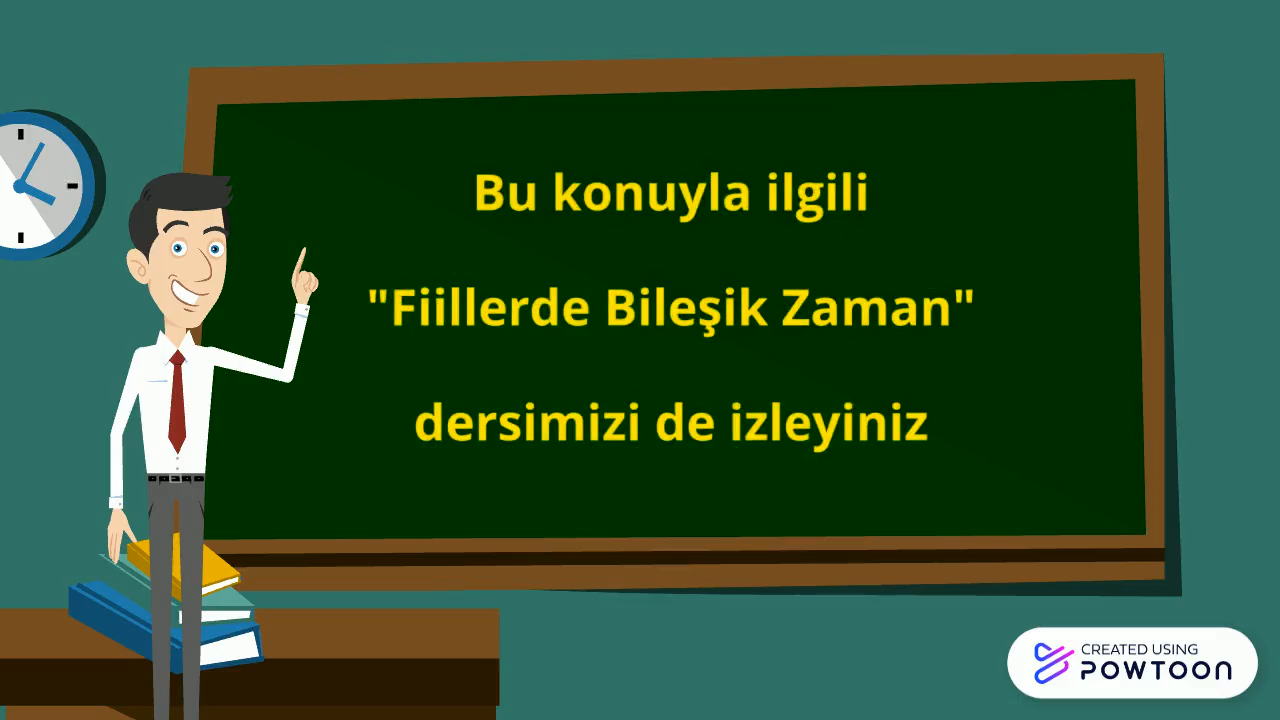 Bu konuyla ilgili
"Fiillerde Bileşik Zaman"
dersimizi de izleyiniz
CREATED USING
POWTOON